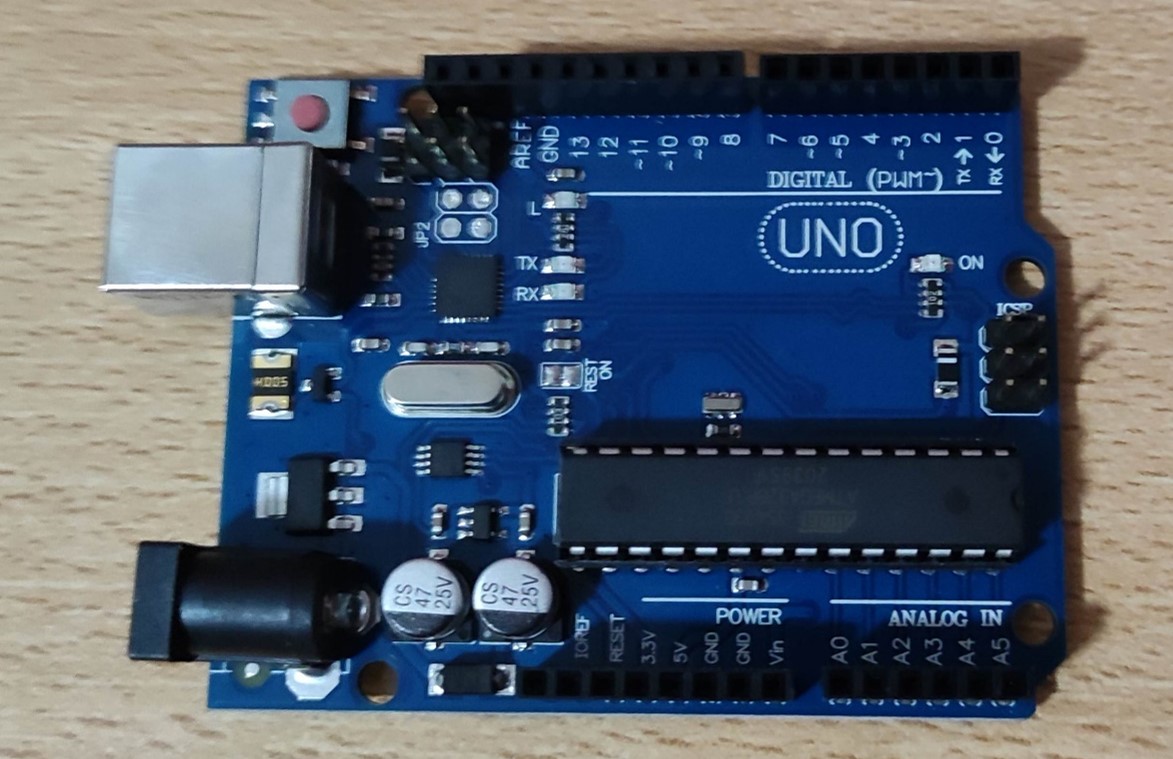 AREF
GND
13
12
~11
~10
~9
8
7
~6
~5
4
~3
2
TX→1
RX←0
DIGITAL (PWM~)
L
JP2
UNO
TX
RX
ON
ICSP
REST
ON
CS
47
25V
CS
47
25V
POWER
ANALOG IN
IOREF
RESET
3.3V
5V
GND
GND
Vin
A0
A1
A2
A3
A4
A5